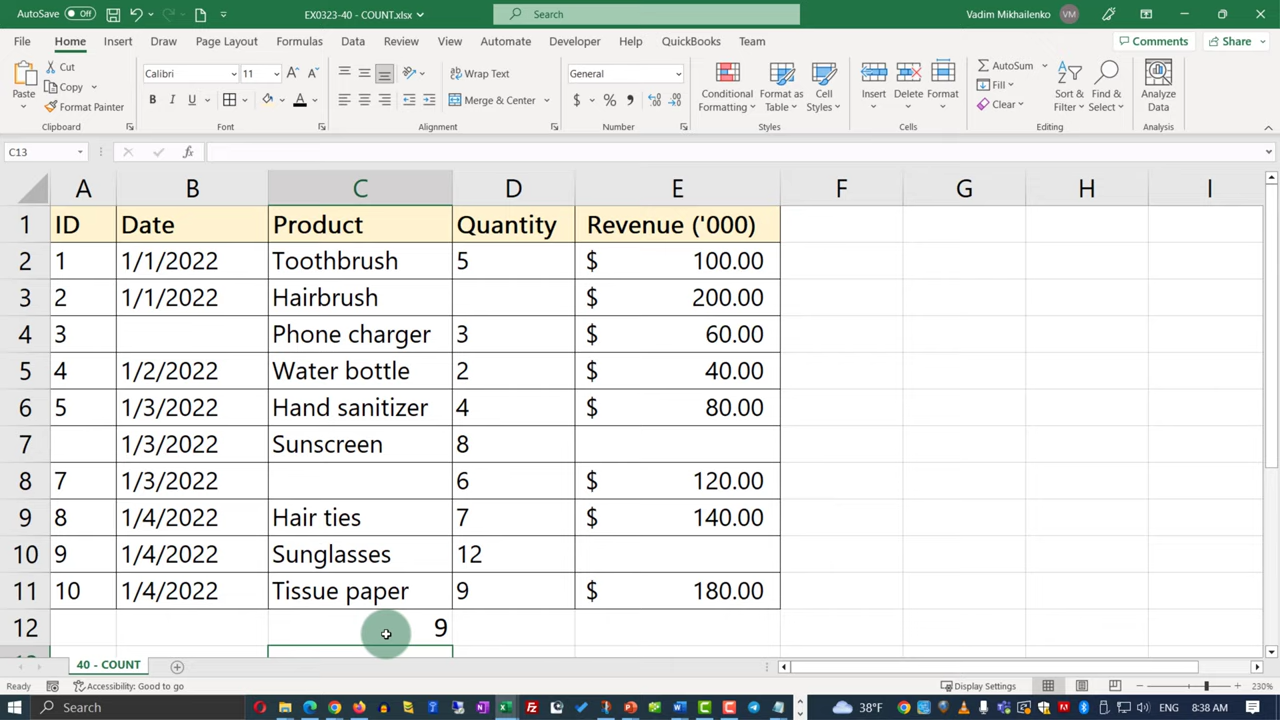 AutoSave Off EX0323-40 - COUNT.xlsx Search Vadim Mikhailenko VM
File Home Insert Draw Page Layout Formulas Data Review View Automate Developer Help QuickBooks Team Comments Share
Paste Cut Copy Format Painter Clipboard
Calibri 11 B I U A Font
Wrap Text Merge & Center Alignment
General $ % , Number
Conditional Formatting Format as Table Cell Styles Styles
Insert Delete Format Cells
AutoSum Fill Clear Sort & Filter Find & Select Editing
Analyze Data Analysis
C13 fx
A B C D E F G H I
1 ID Date Product Quantity Revenue ('000)
2 1 1/1/2022 Toothbrush 5 $ 100.00
3 2 1/1/2022 Hairbrush $ 200.00
4 3 Phone charger 3 $ 60.00
5 4 1/2/2022 Water bottle 2 $ 40.00
6 5 1/3/2022 Hand sanitizer 4 $ 80.00
7 1/3/2022 Sunscreen 8
8 7 1/3/2022 6 $ 120.00
9 8 1/4/2022 Hair ties 7 $ 140.00
10 9 1/4/2022 Sunglasses 12
11 10 1/4/2022 Tissue paper 9 $ 180.00
12 9
40 - COUNT
Ready Accessibility: Good to go Display Settings 230%
Search 38°F ENG 8:38 AM